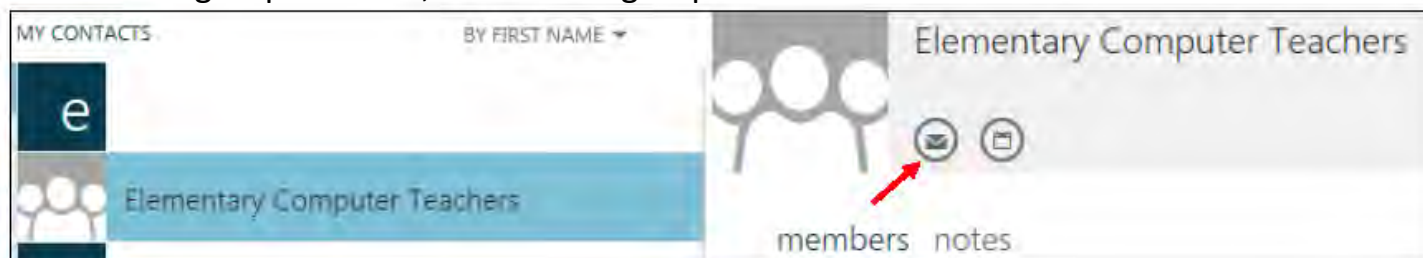 MY CONTACTS
BY FIRST NAME
Elementary Computer Teachers
e
Elementary Computer Teachers
members notes